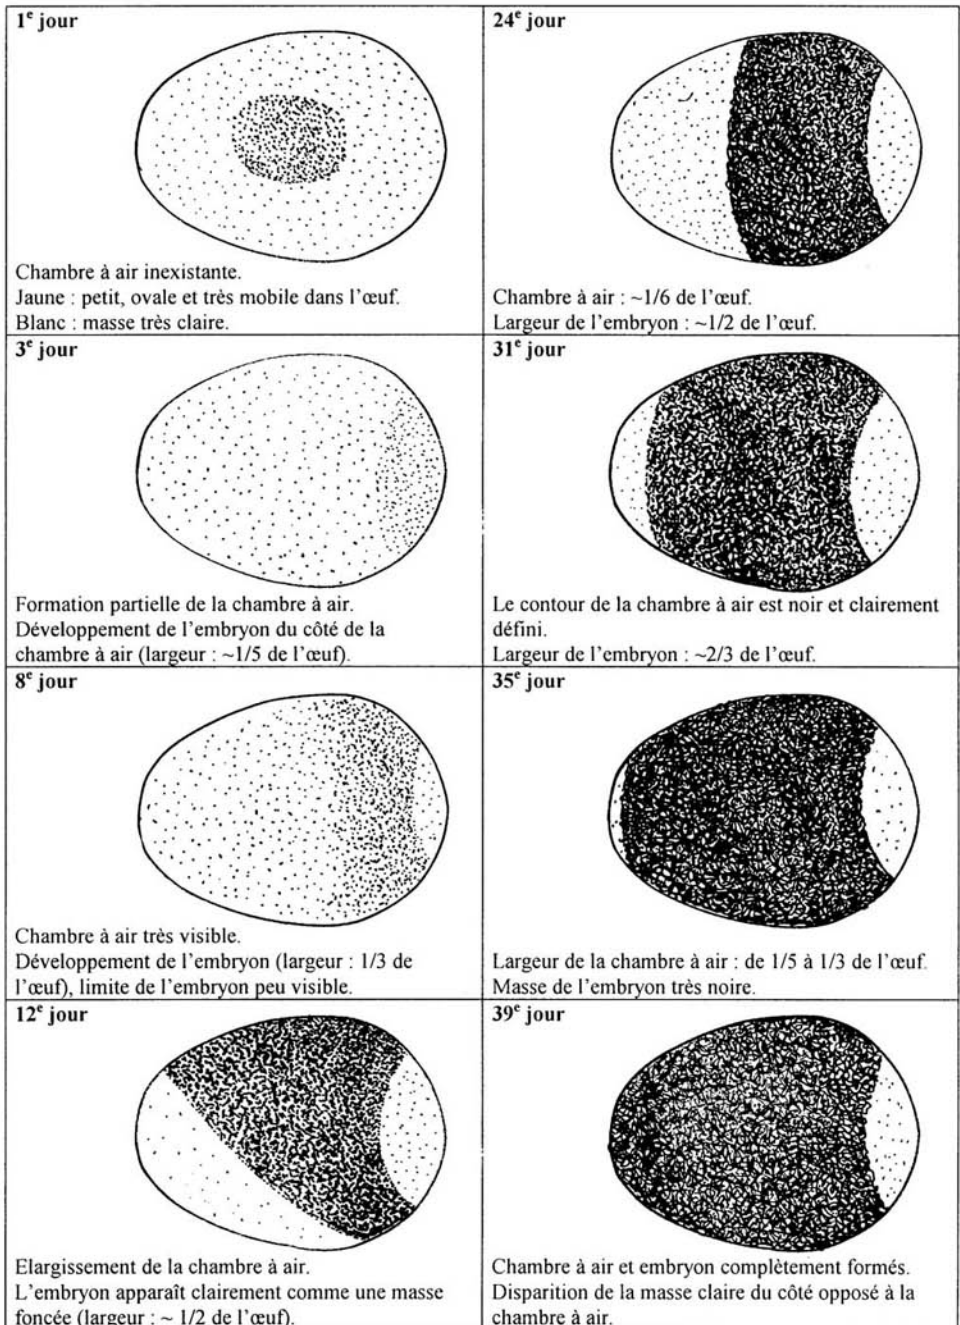 1e jour
Chambre à air inexistante.
Jaune : petit, ovale et très mobile dans l'œuf.
Blanc : masse très claire.
24e jour
Chambre à air : ~1/6 de l'œuf.
Largeur de l'embryon : ~1/2 de l'œuf.
3e jour
Formation partielle de la chambre à air.
Développement de l'embryon du côté de la
chambre à air (largeur : ~1/5 de l'œuf).
31e jour
Le contour de la chambre à air est noir et clairement
défini.
Largeur de l'embryon : ~2/3 de l'œuf.
8e jour
Chambre à air très visible.
Développement de l'embryon (largeur : 1/3 de
l'œuf), limite de l'embryon peu visible.
35e jour
Largeur de la chambre à air : de 1/5 à 1/3 de l'œuf.
Masse de l'embryon très noire.
12e jour
Elargissement de la chambre à air.
L'embryon apparaît clairement comme une masse
foncée (largeur : ~ 1/2 de l'œuf).
39e jour
Chambre à air et embryon complètement formés.
Disparition de la masse claire du côté opposé à la
chambre à air.